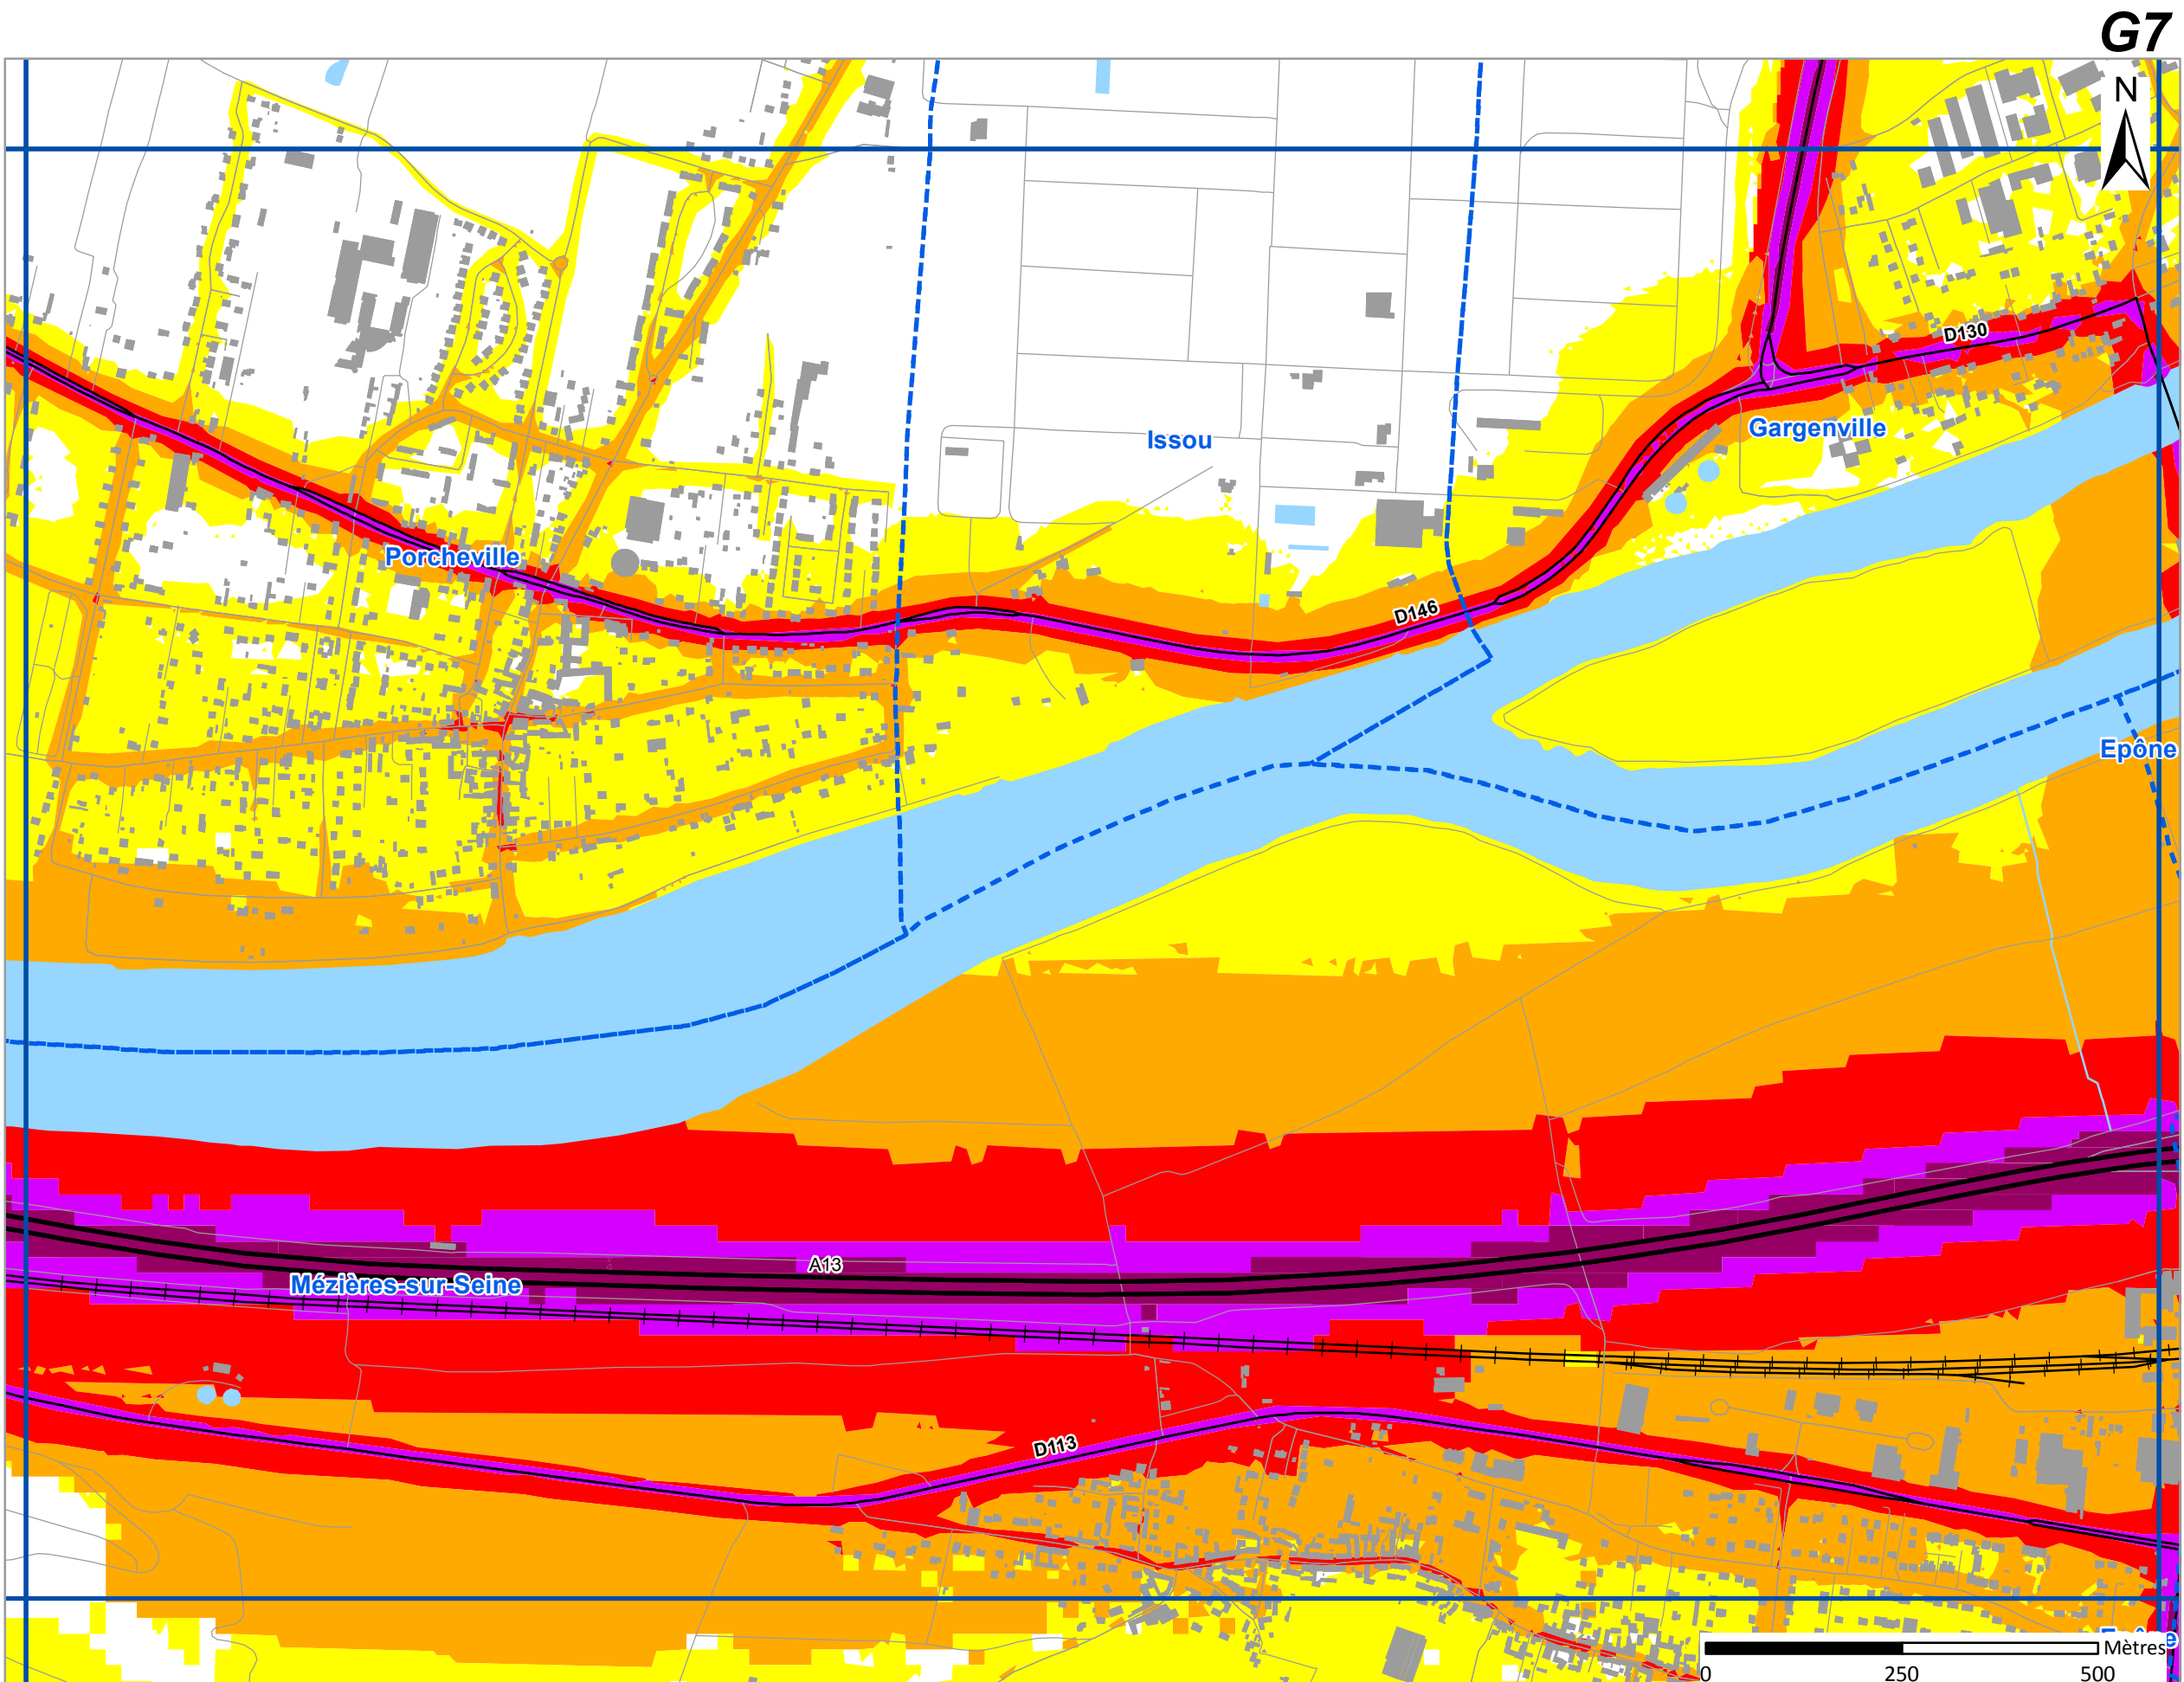 G7
N
D130
Gargenville
Issou
Porcheville
D146
Epône
A13
Mézières-sur-Seine
D113
Mètres
0 250 500